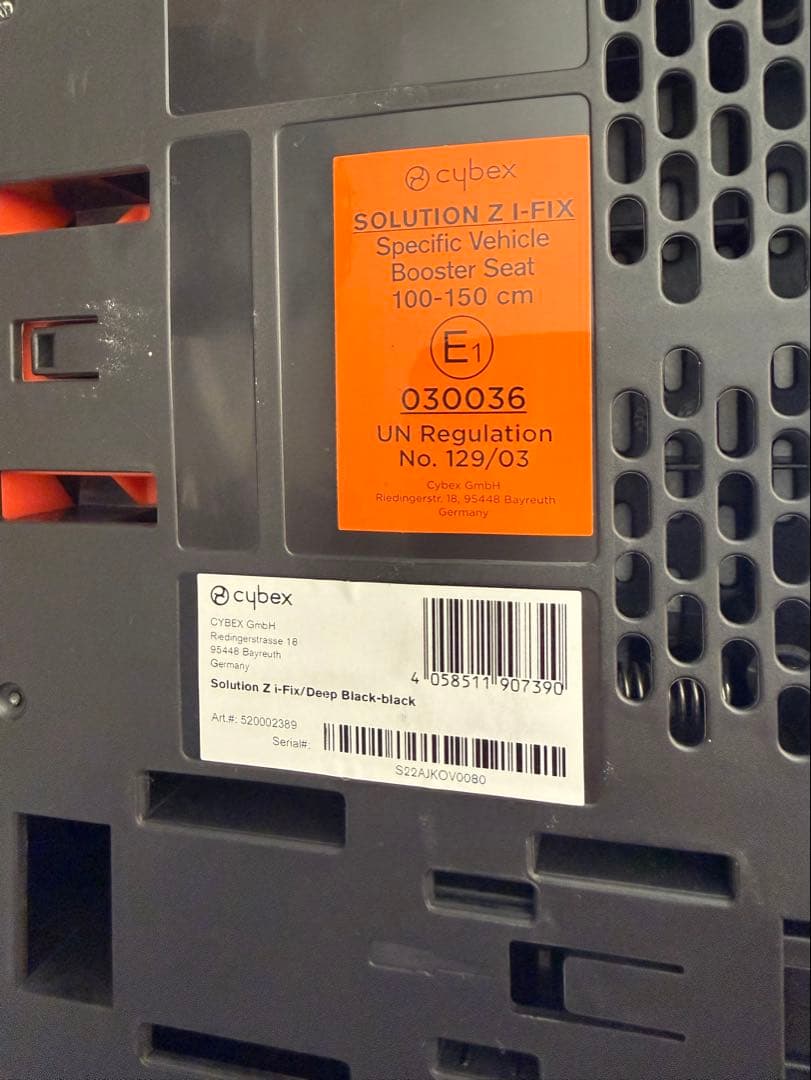 cybex
SOLUTION Z I-FIX
Specific Vehicle
Booster Seat
100-150 cm
E1
030036
UN Regulation
No. 129/03
Cybex GmbH
Riedingerstr. 18, 95448 Bayreuth
Germany
cybex
CYBEX GmbH
Riedingerstrasse 18
95448 Bayreuth
Germany
4 058511 907390
Solution Z i-Fix/Deep Black-black
Art.#: 520002389
Serial#:
S22AJKOV0080